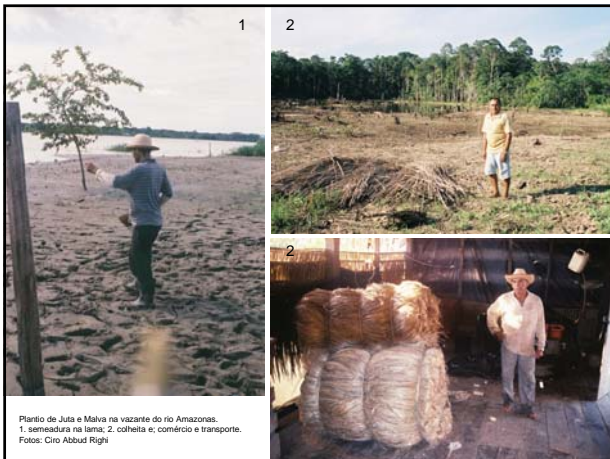 1
2
2
Plantio de Juta e Malva na vazante do rio Amazonas.
1. semeadura na lama; 2. colheita e; comércio e transporte.
Fotos: Ciro Abbud Righi